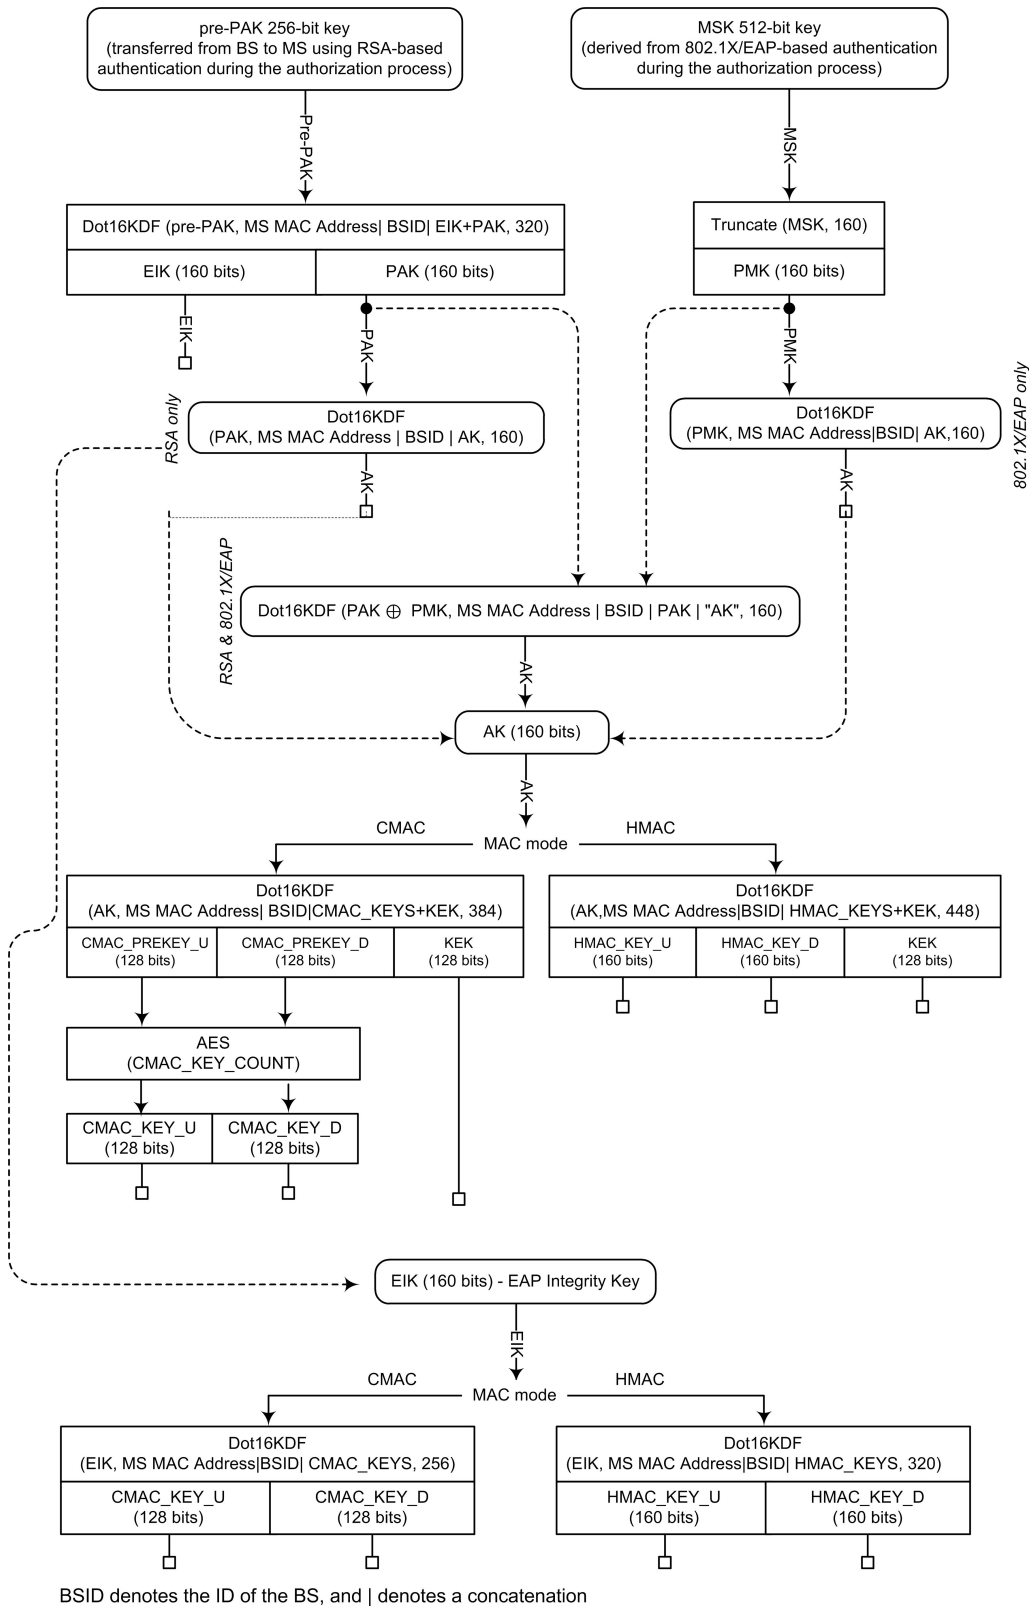 pre-PAK 256-bit key
(transferred from BS to MS using RSA-based
authentication during the authorization process)
MSK 512-bit key
(derived from 802.1X/EAP-based authentication
during the authorization process)
Pre-PAK
MSK
Dot16KDF (pre-PAK, MS MAC Address| BSID| EIK+PAK, 320)
EIK (160 bits)
PAK (160 bits)
Truncate (MSK, 160)
PMK (160 bits)
EIK
PAK
PMK
RSA only
Dot16KDF
(PAK, MS MAC Address | BSID | AK, 160)
Dot16KDF
(PMK, MS MAC Address|BSID| AK,160)
802.1X/EAP only
AK
AK
RSA & 802.1X/EAP
Dot16KDF (PAK ⊕ PMK, MS MAC Address | BSID | PAK | "AK", 160)
AK
AK (160 bits)
AK
CMAC
MAC mode
HMAC
Dot16KDF
(AK, MS MAC Address| BSID|CMAC_KEYS+KEK, 384)
CMAC_PREKEY_U
(128 bits)
CMAC_PREKEY_D
(128 bits)
KEK
(128 bits)
Dot16KDF
(AK,MS MAC Address|BSID| HMAC_KEYS+KEK, 448)
HMAC_KEY_U
(160 bits)
HMAC_KEY_D
(160 bits)
KEK
(128 bits)
AES
(CMAC_KEY_COUNT)
CMAC_KEY_U
(128 bits)
CMAC_KEY_D
(128 bits)
EIK (160 bits) - EAP Integrity Key
EIK
CMAC
MAC mode
HMAC
Dot16KDF
(EIK, MS MAC Address|BSID| CMAC_KEYS, 256)
CMAC_KEY_U
(128 bits)
CMAC_KEY_D
(128 bits)
Dot16KDF
(EIK, MS MAC Address|BSID| HMAC_KEYS, 320)
HMAC_KEY_U
(160 bits)
HMAC_KEY_D
(160 bits)
BSID denotes the ID of the BS, and | denotes a concatenation